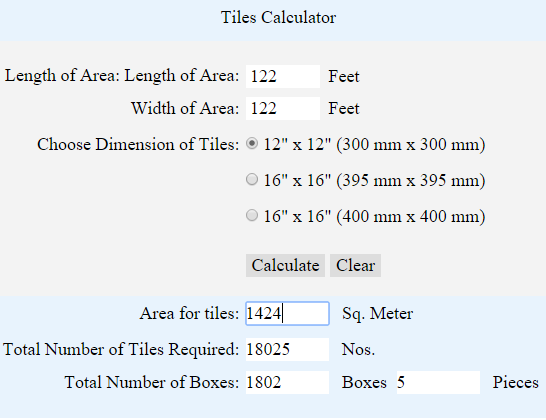 Tiles Calculator
Length of Area: Length of Area: 122 Feet
Width of Area: 122 Feet
Choose Dimension of Tiles: 12" x 12" (300 mm x 300 mm)
16" x 16" (395 mm x 395 mm)
16" x 16" (400 mm x 400 mm)
Calculate Clear
Area for tiles: 1424 Sq. Meter
Total Number of Tiles Required: 18025 Nos.
Total Number of Boxes: 1802 Boxes 5 Pieces